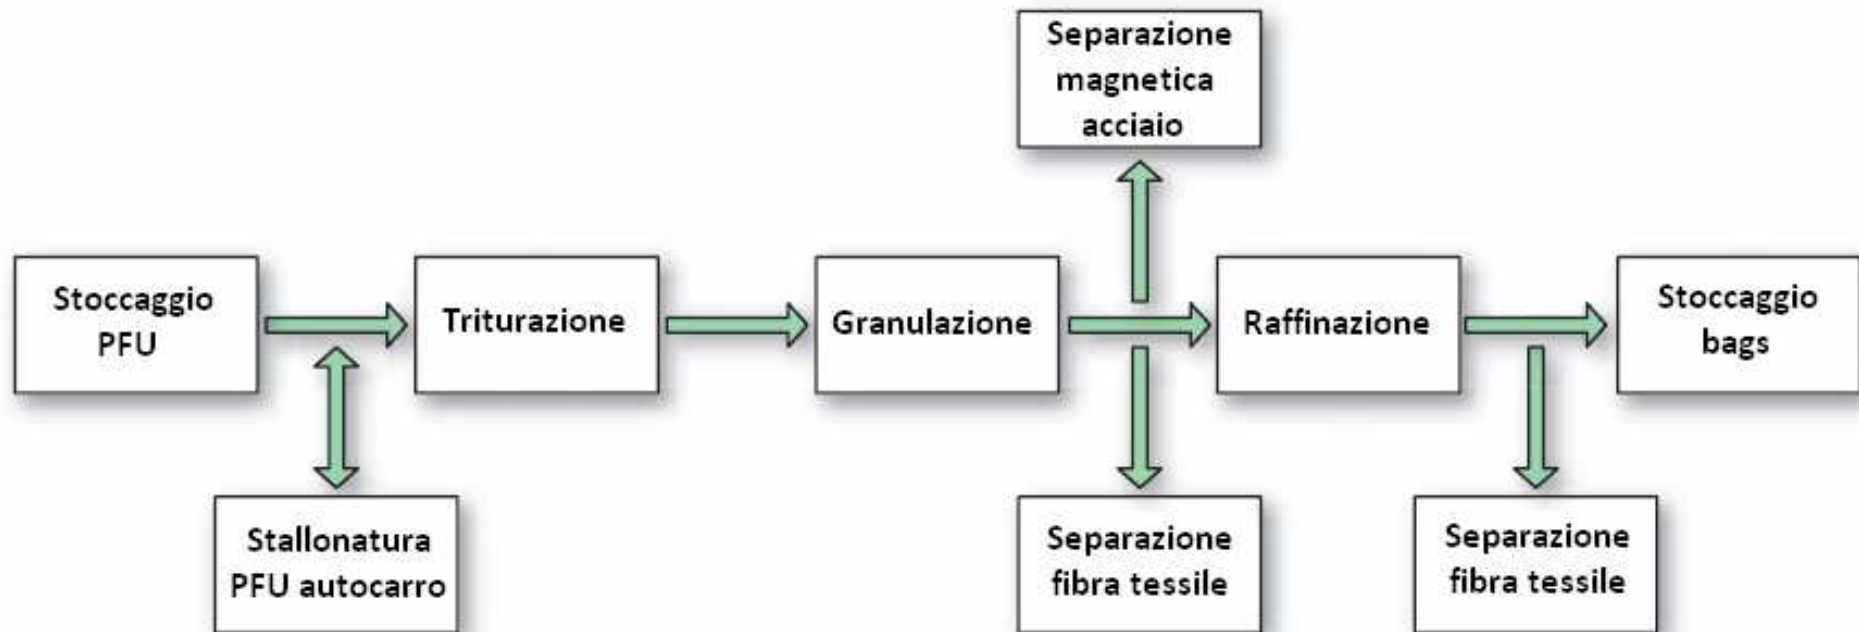 Separazione
magnetica
acciaio
Stoccaggio
PFU
Triturazione
Granulazione
Raffinazione
Stoccaggio
bags
Stallonatura
PFU autocarro
Separazione
fibra tessile
Separazione
fibra tessile